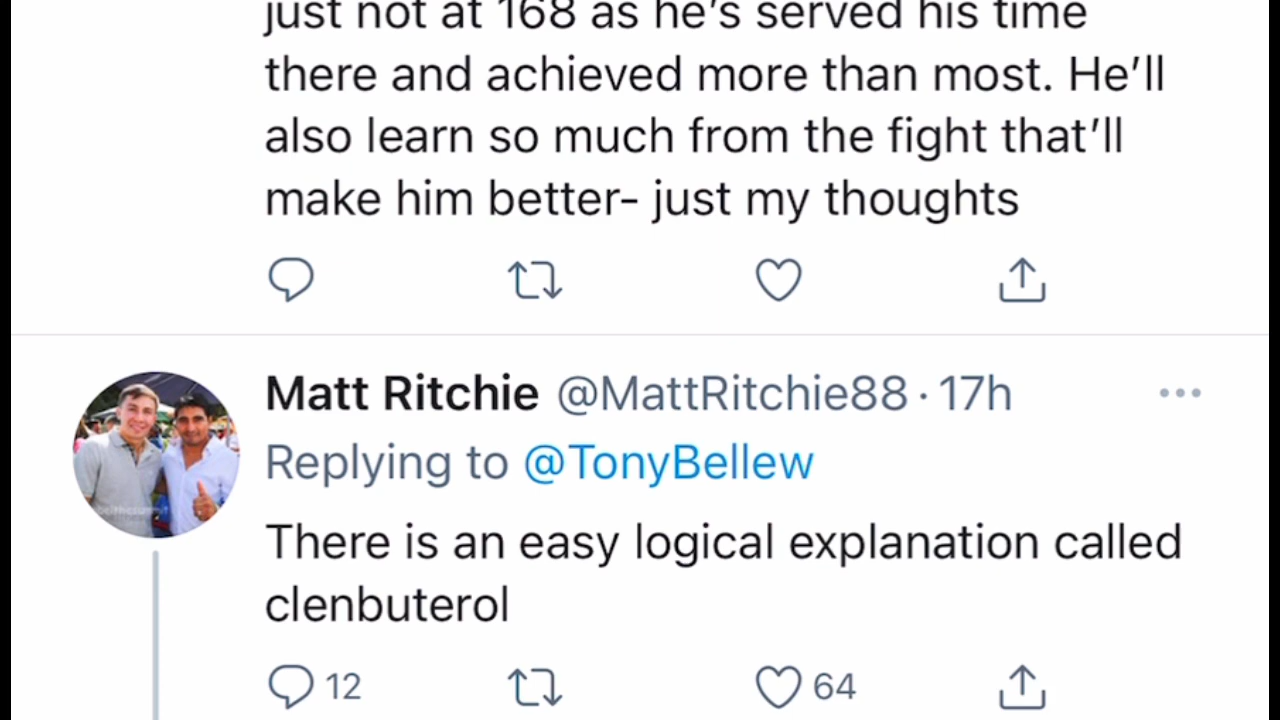 just not at 168 as he's served his time
there and achieved more than most. He'll
also learn so much from the fight that'll
make him better- just my thoughts
Matt Ritchie @MattRitchie88 · 17h
Replying to @TonyBellew
There is an easy logical explanation called
clenbuterol
12 64